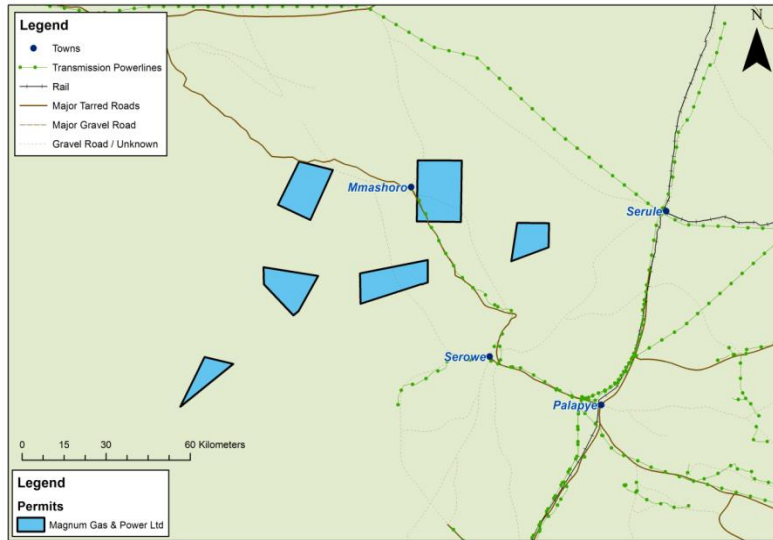 Legend
Towns
Transmission Powerlines
Rail
Major Tarred Roads
Major Gravel Road
Gravel Road / Unknown
N
Mmashoro
Serule
Serowe
Palapye
0 15 30 60 Kilometers
Legend
Permits
Magnum Gas & Power Ltd